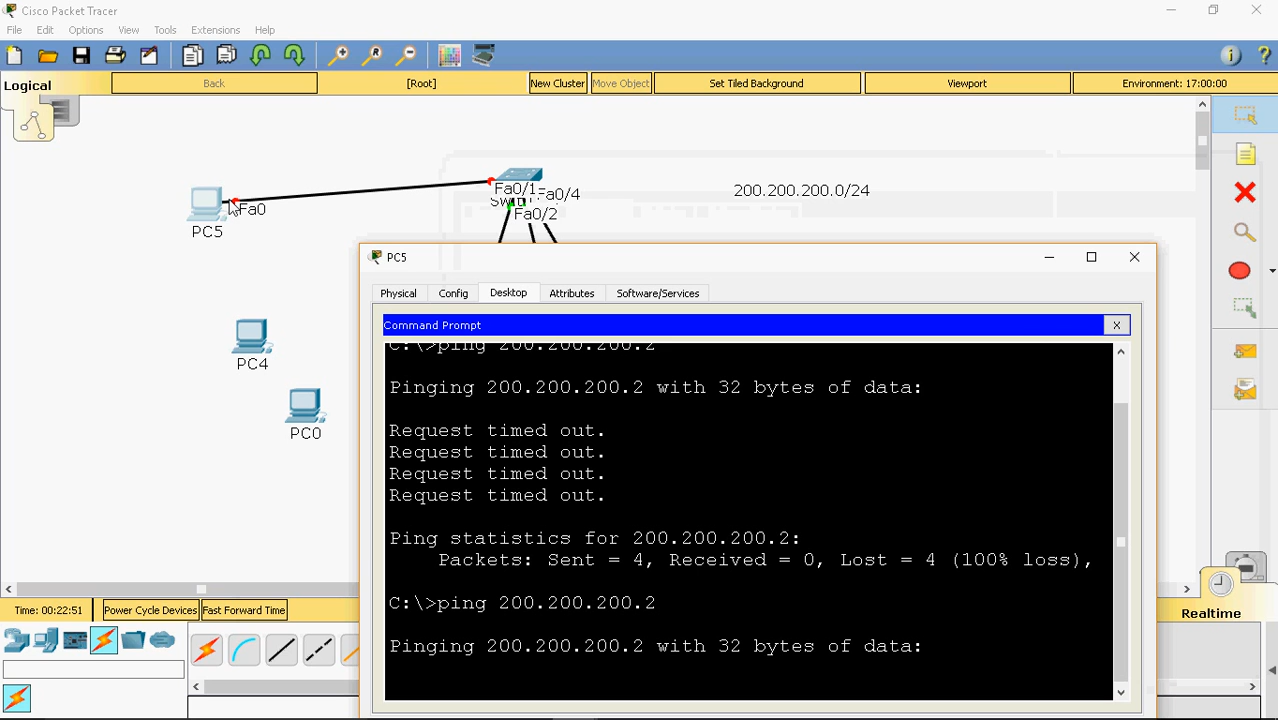 Cisco Packet Tracer
File Edit Options View Tools Extensions Help
Logical Back [Root] New Cluster Move Object Set Tiled Background Viewport Environment: 17:00:00
Fa0/1
Fa0/4
Fa0/2
200.200.200.0/24
Fa0
PC5
PC4
PC0
PC5
Physical Config Desktop Attributes Software/Services
Command Prompt X
C:\>ping 200.200.200.2
Pinging 200.200.200.2 with 32 bytes of data:
Request timed out.
Request timed out.
Request timed out.
Request timed out.
Ping statistics for 200.200.200.2:
Packets: Sent = 4, Received = 0, Lost = 4 (100% loss),
C:\>ping 200.200.200.2
Pinging 200.200.200.2 with 32 bytes of data:
Time: 00:22:51 Power Cycle Devices Fast Forward Time Realtime